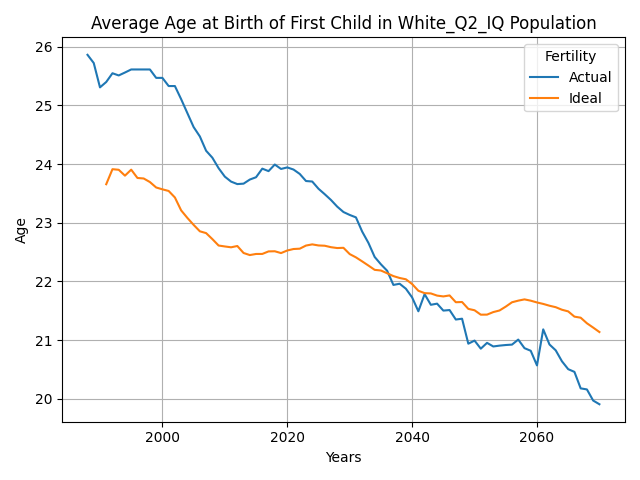 Average Age at Birth of First Child in White_Q2_IQ Population
Fertility
Actual
Ideal
Age
26
25
24
23
22
21
20
2000
2020
2040
2060
Years